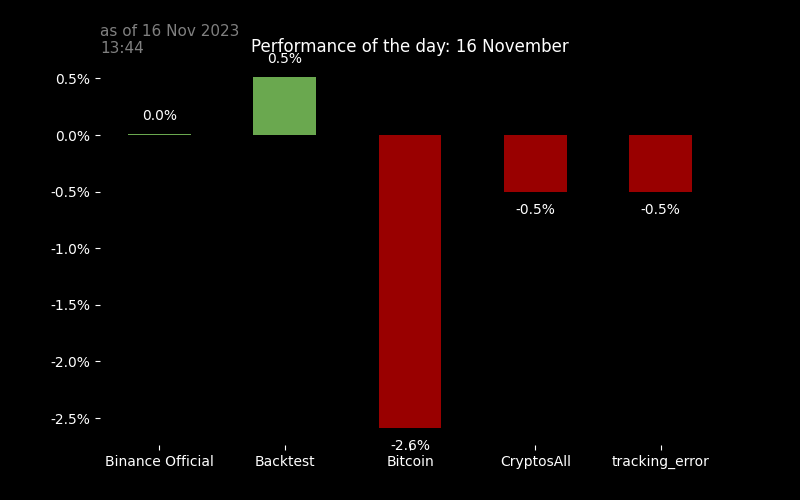 as of 16 Nov 2023
13:44
Performance of the day: 16 November
0.5%
0.5%
0.0%
0.0%
-0.5%
-0.5%
-0.5%
-1.0%
-1.5%
-2.0%
-2.5%
-2.6%
Binance Official
Backtest
Bitcoin
CryptosAll
tracking_error